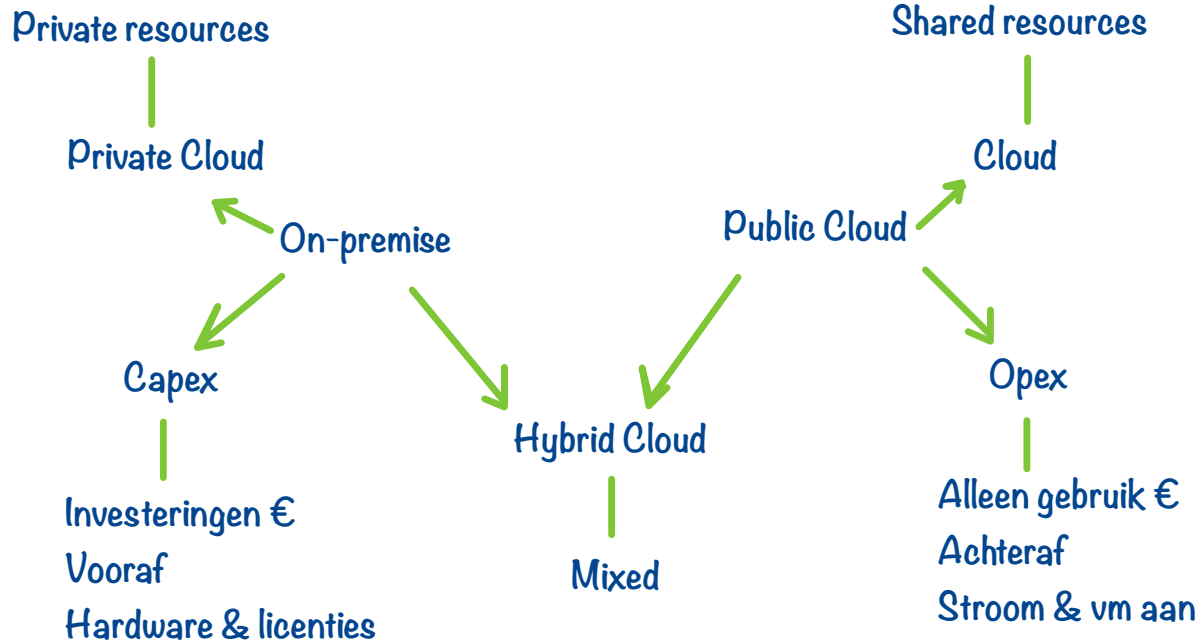 Private resources
Shared resources
Private Cloud
Cloud
On-premise
Public Cloud
Capex
Opex
Hybrid Cloud
Investeringen €
Vooraf
Hardware & licenties
Mixed
Alleen gebruik €
Achteraf
Stroom & vm aan